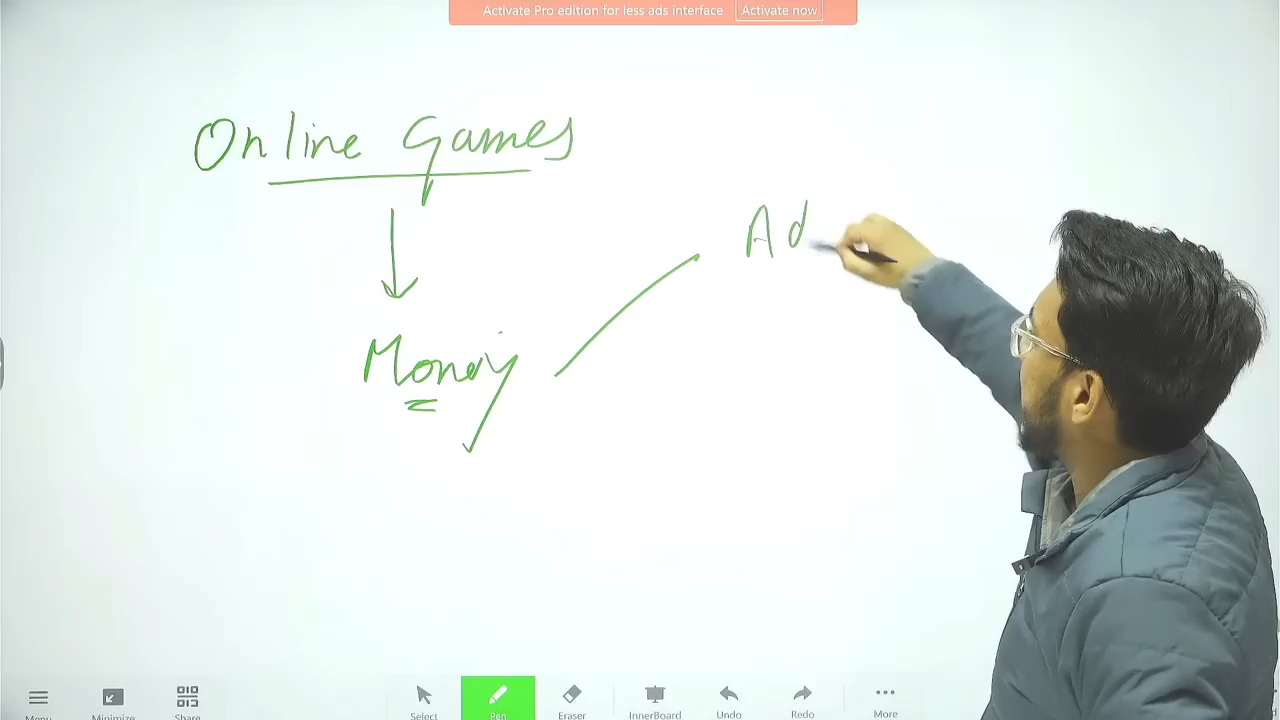 Activate Pro edition for less ads interface Activate now
Online Games
Ad
Money
Menu Minimize Share Select Pen Eraser InnerBoard Undo Redo More